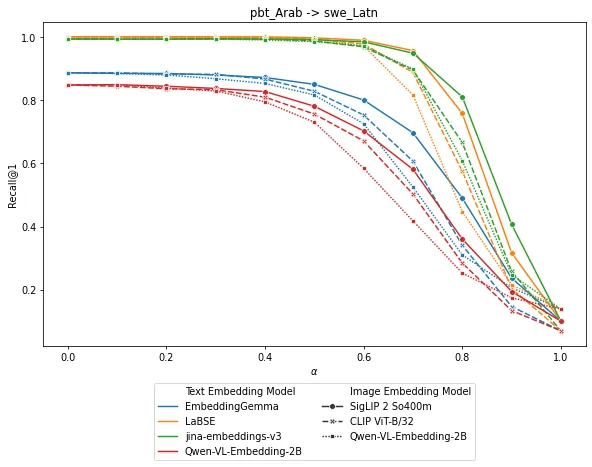 pbt_Arab -> swe_Latn
1.0
0.8
0.6
0.4
0.2
Recall@1
0.0 0.2 0.4 0.6 0.8 1.0
α
Text Embedding Model Image Embedding Model
EmbeddingGemma SigLIP 2 So400m
LaBSE CLIP ViT-B/32
jina-embeddings-v3 Qwen-VL-Embedding-2B
Qwen-VL-Embedding-2B